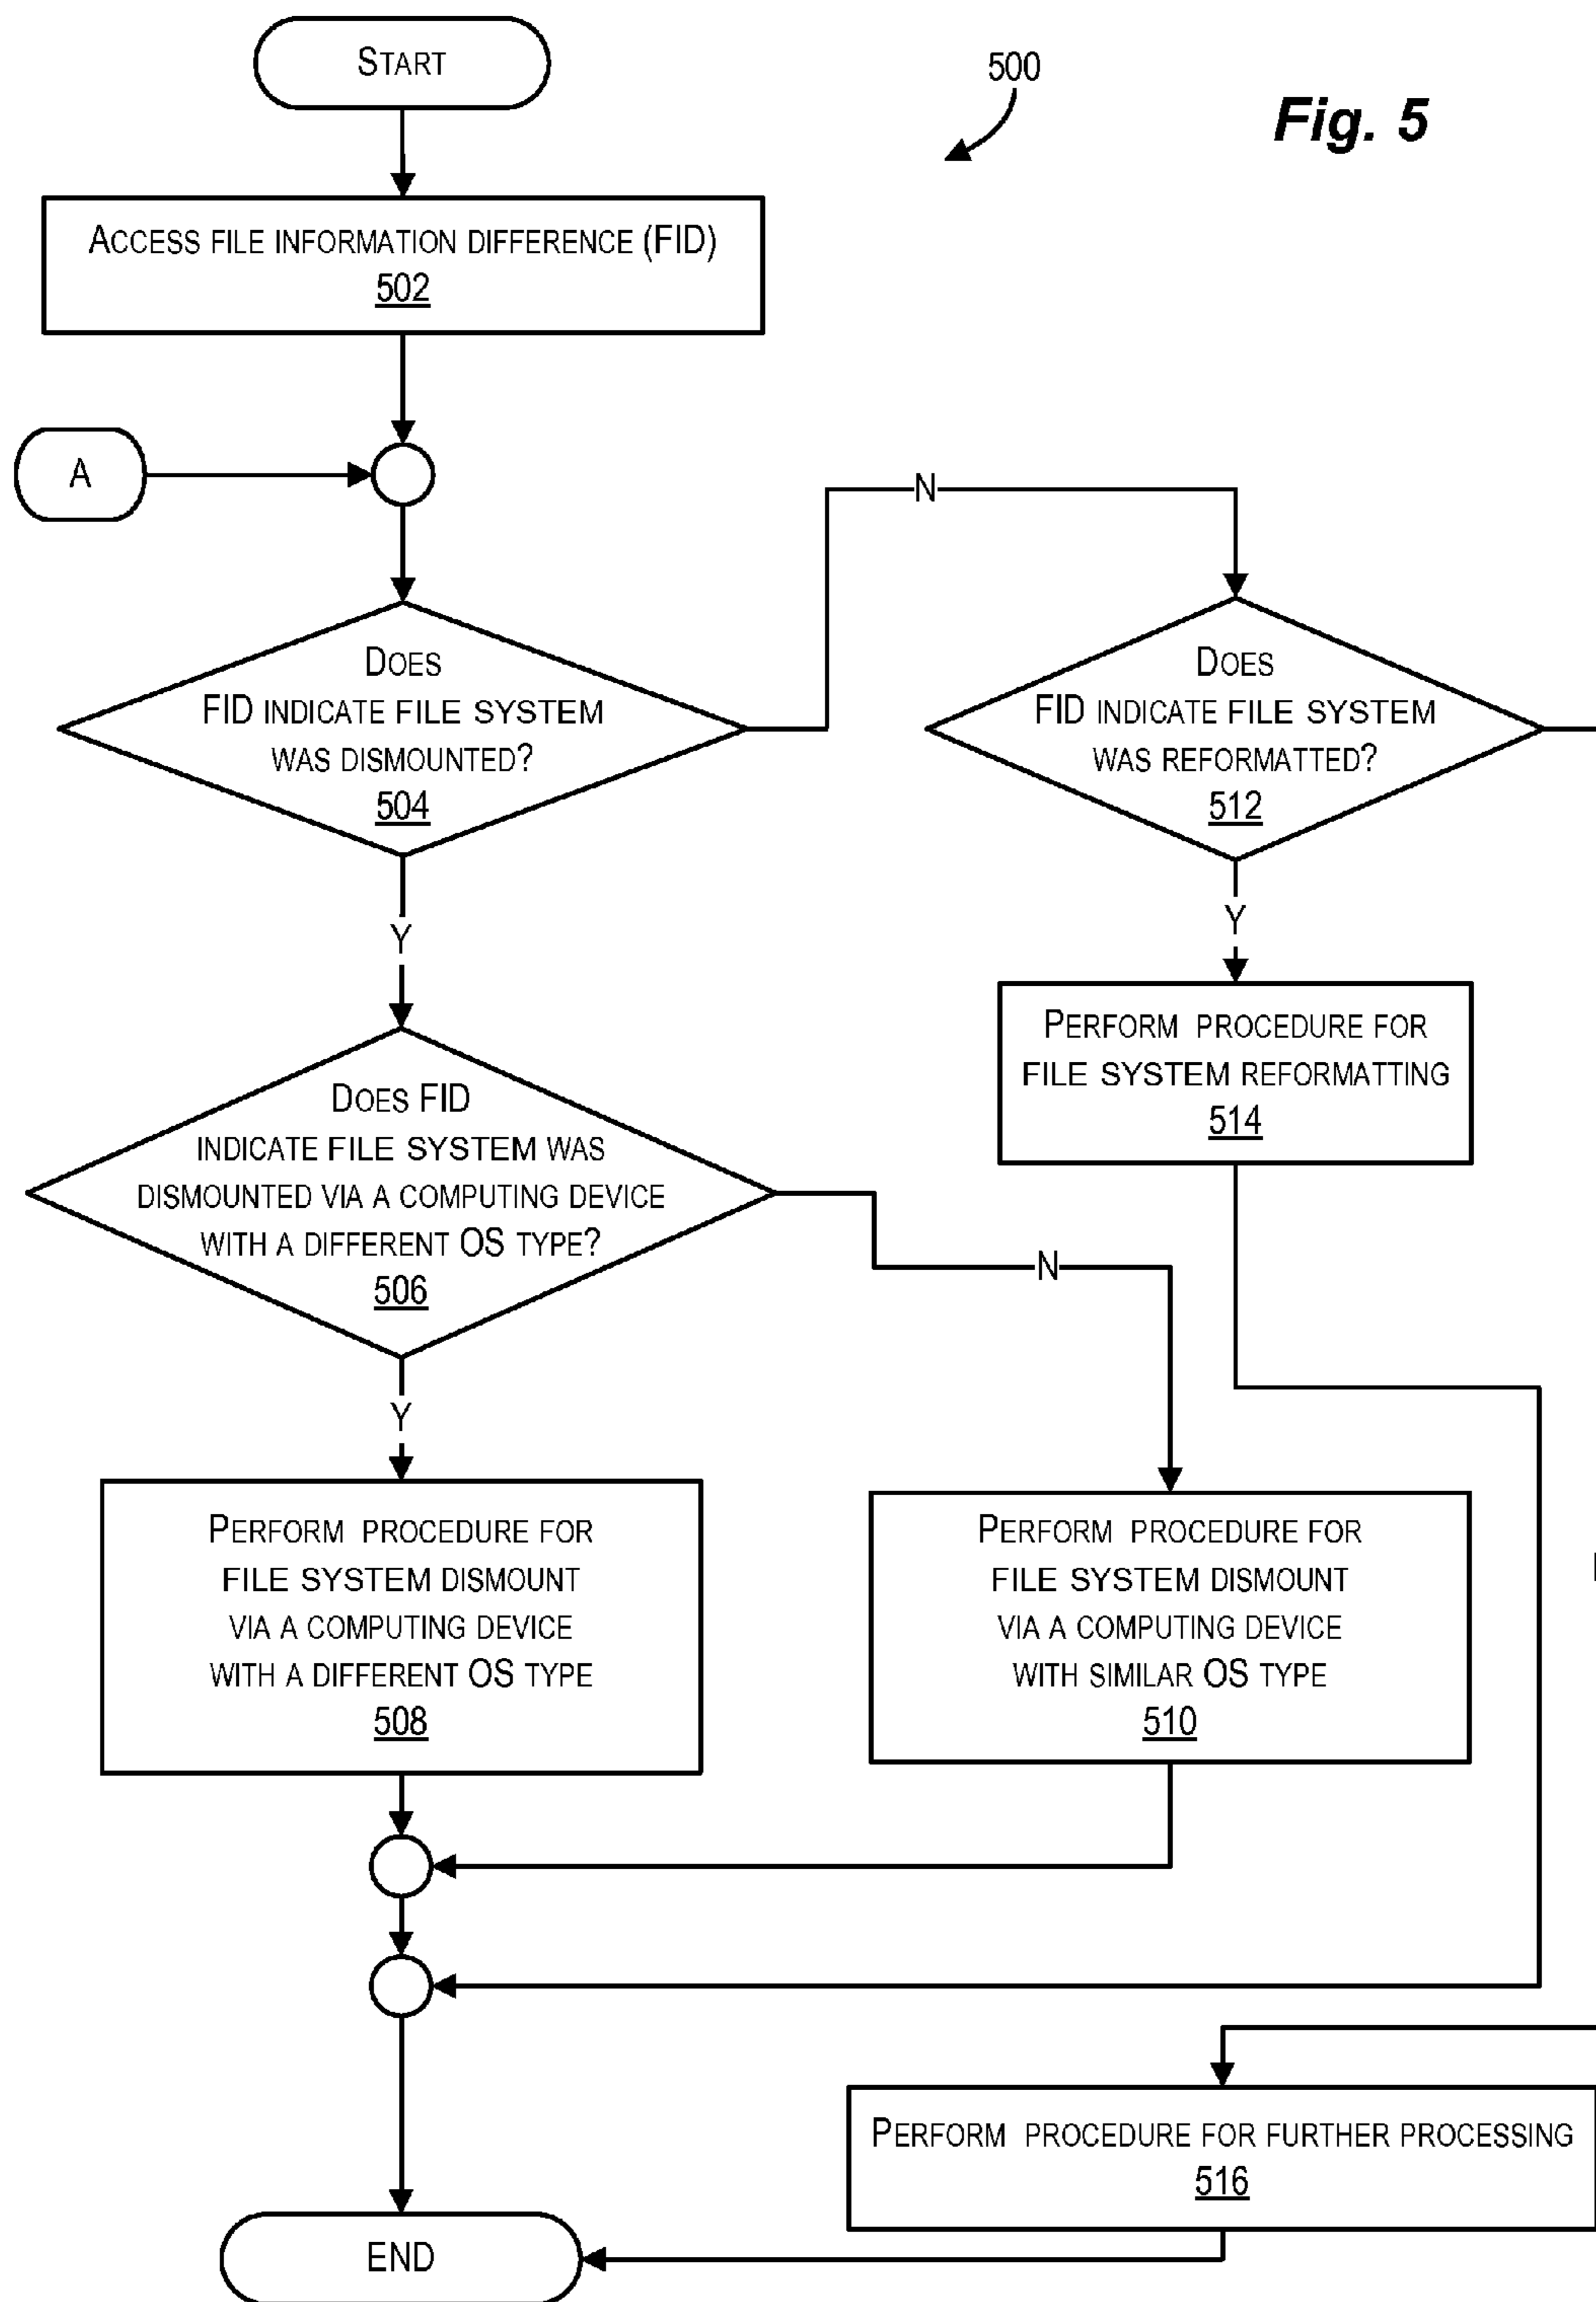 START
500
Fig. 5
ACCESS FILE INFORMATION DIFFERENCE (FID)
502
A
N
DOES
FID INDICATE FILE SYSTEM
WAS DISMOUNTED?
504
DOES
FID INDICATE FILE SYSTEM
WAS REFORMATTED?
512
Y
Y
PERFORM PROCEDURE FOR
FILE SYSTEM REFORMATTING
514
DOES FID
INDICATE FILE SYSTEM WAS
DISMOUNTED VIA A COMPUTING DEVICE
WITH A DIFFERENT OS TYPE?
506
N
Y
PERFORM PROCEDURE FOR
FILE SYSTEM DISMOUNT
VIA A COMPUTING DEVICE
WITH A DIFFERENT OS TYPE
508
PERFORM PROCEDURE FOR
FILE SYSTEM DISMOUNT
VIA A COMPUTING DEVICE
WITH SIMILAR OS TYPE
510
PERFORM PROCEDURE FOR FURTHER PROCESSING
516
END